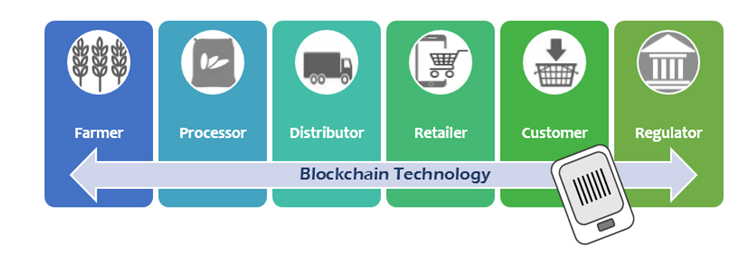 Farmer
Processor
Distributor
Retailer
Customer
Regulator
Blockchain Technology